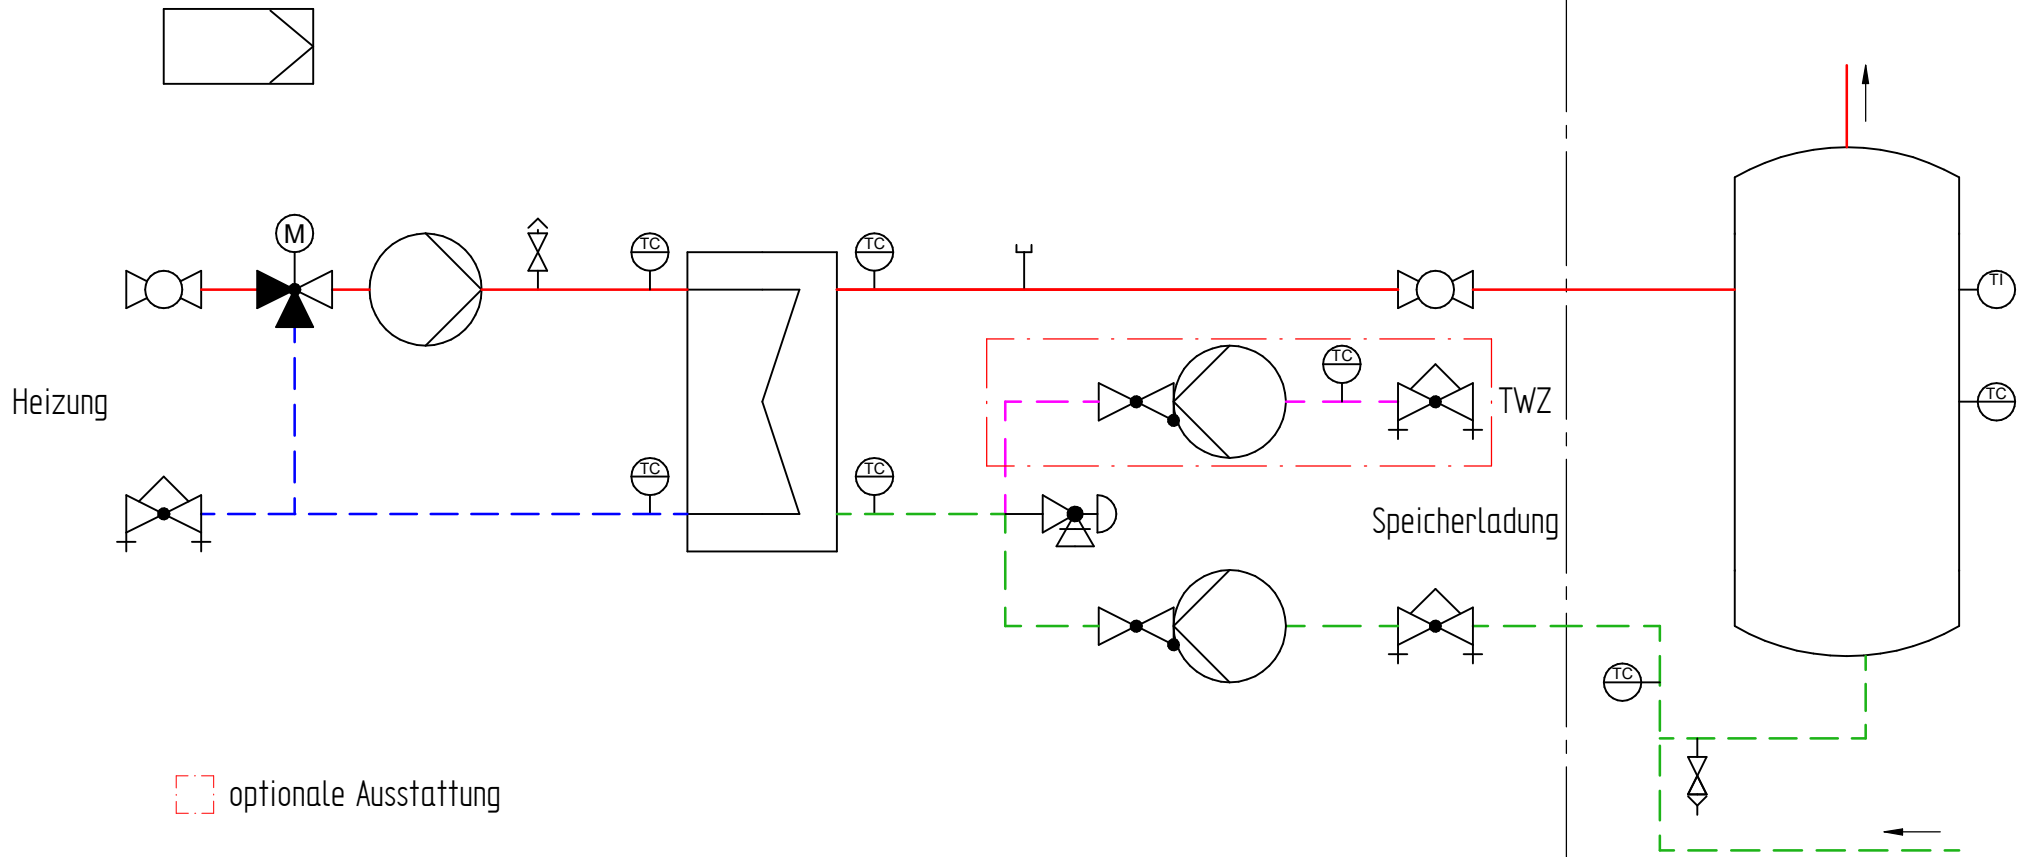 M
TC
TC
TI
Heizung
TC
TWZ
TC
TC
TC
Speicherladung
TC
optionale Ausstattung